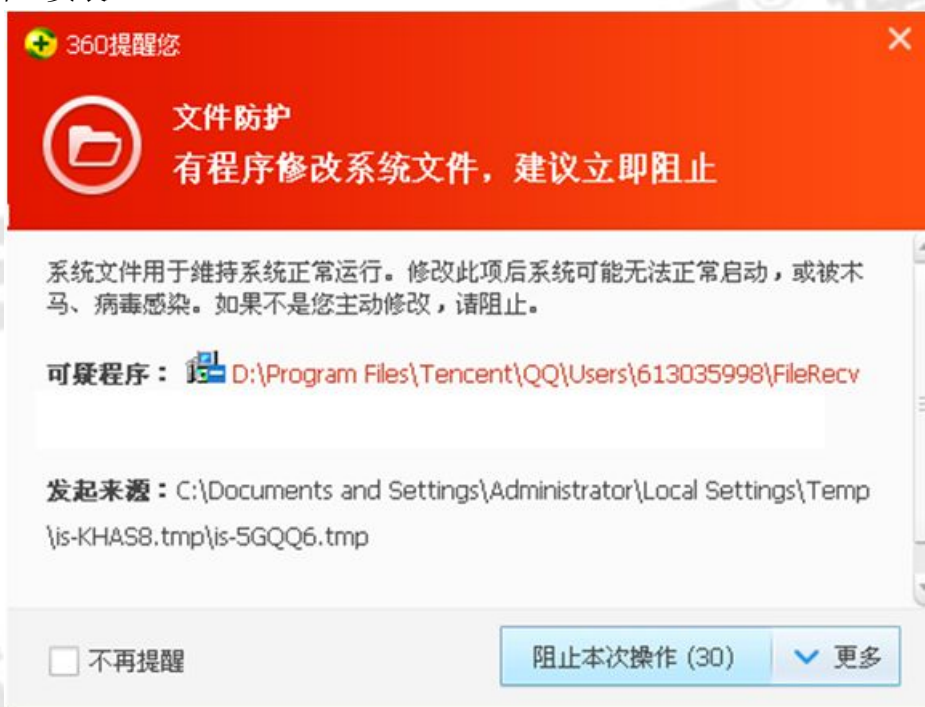 360提醒您
文件防护
有程序修改系统文件，建议立即阻止
系统文件用于维持系统正常运行。修改此项后系统可能无法正常启动，或被木
马、病毒感染。如果不是您主动修改，请阻止。
可疑程序： D:\Program Files\Tencent\QQ\Users\613035998\FileRecv
发起来源：C:\Documents and Settings\Administrator\Local Settings\Temp
\is-KHAS8.tmp\is-5GQQ6.tmp
不再提醒
阻止本次操作 (30)
更多